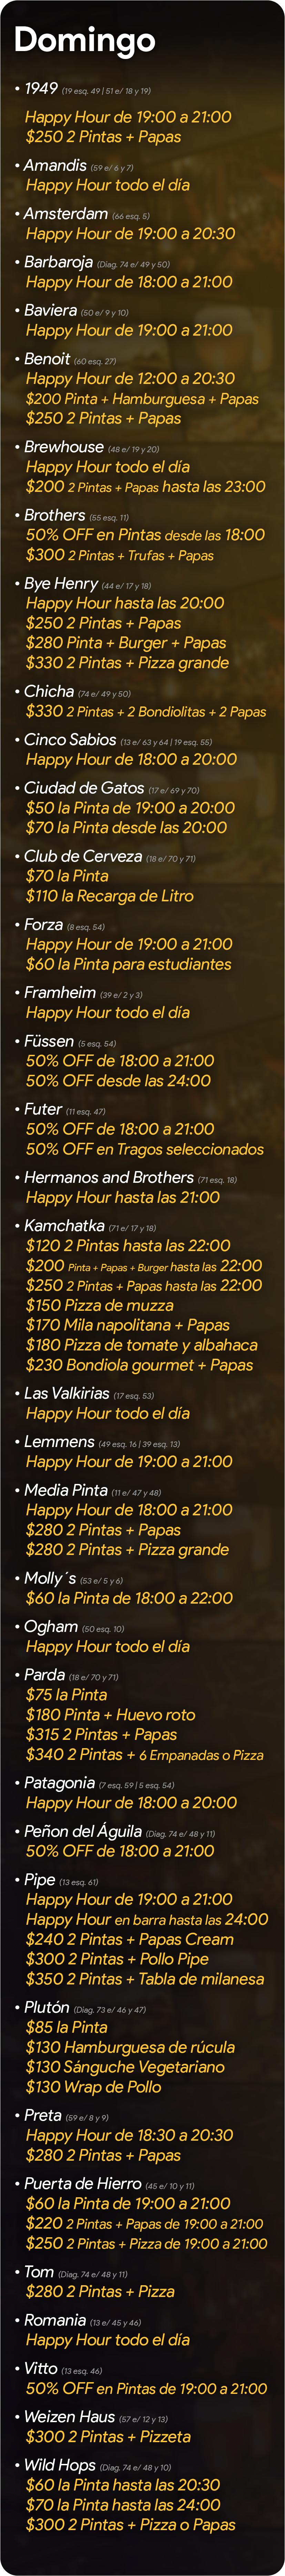 Domingo
• 1949 (19 esq. 49 | 51 e/ 18 y 19)
Happy Hour de 19:00 a 21:00
$250 2 Pintas + Papas
• Amandis (59 e/ 6 y 7)
Happy Hour todo el día
• Amsterdam (66 esq. 5)
Happy Hour de 19:00 a 20:30
• Barbaroja (Diag. 74 e/ 49 y 50)
Happy Hour de 18:00 a 21:00
• Baviera (50 e/ 9 y 10)
Happy Hour de 19:00 a 21:00
• Benoit (60 esq. 27)
Happy Hour de 12:00 a 20:30
$200 Pinta + Hamburguesa + Papas
$250 2 Pintas + Papas
• Brewhouse (48 e/ 19 y 20)
Happy Hour todo el día
$200 2 Pintas + Papas hasta las 23:00
• Brothers (55 esq. 11)
50% OFF en Pintas desde las 18:00
$300 2 Pintas + Trufas + Papas
• Bye Henry (44 e/ 17 y 18)
Happy Hour hasta las 20:00
$250 2 Pintas + Papas
$280 Pinta + Burger + Papas
$330 2 Pintas + Pizza grande
• Chicha (74 e/ 49 y 50)
$330 2 Pintas + 2 Bondiolitas + 2 Papas
• Cinco Sabios (13 e/ 63 y 64 | 19 esq. 55)
Happy Hour de 18:00 a 20:00
• Ciudad de Gatos (17 e/ 69 y 70)
$50 la Pinta de 19:00 a 20:00
$70 la Pinta desde las 20:00
• Club de Cerveza (18 e/ 70 y 71)
$70 la Pinta
$110 la Recarga de Litro
• Forza (8 esq. 54)
Happy Hour de 19:00 a 21:00
$60 la Pinta para estudiantes
• Framheim (39 e/ 2 y 3)
Happy Hour todo el día
• Füssen (5 esq. 54)
50% OFF de 18:00 a 21:00
50% OFF desde las 24:00
• Futer (11 esq. 47)
50% OFF de 18:00 a 21:00
50% OFF en Tragos seleccionados
• Hermanos and Brothers (71 esq. 18)
Happy Hour hasta las 21:00
• Kamchatka (71 e/ 17 y 18)
$120 2 Pintas hasta las 22:00
$200 Pinta + Papas + Burger hasta las 22:00
$250 2 Pintas + Papas hasta las 22:00
$150 Pizza de muzza
$170 Mila napolitana + Papas
$180 Pizza de tomate y albahaca
$230 Bondiola gourmet + Papas
• Las Valkirias (17 esq. 53)
Happy Hour todo el día
• Lemmens (49 esq. 16 | 39 esq. 13)
Happy Hour de 19:00 a 21:00
• Media Pinta (11 e/ 47 y 48)
Happy Hour de 18:00 a 21:00
$280 2 Pintas + Papas
$280 2 Pintas + Pizza grande
• Molly´s (53 e/ 5 y 6)
$60 la Pinta de 18:00 a 22:00
• Ogham (50 esq. 10)
Happy Hour todo el día
• Parda (18 e/ 70 y 71)
$75 la Pinta
$180 Pinta + Huevo roto
$315 2 Pintas + Papas
$340 2 Pintas + 6 Empanadas o Pizza
• Patagonia (7 esq. 59 | 5 esq. 54)
Happy Hour de 18:00 a 20:00
• Peñon del Águila (Diag. 74 e/ 48 y 11)
50% OFF de 18:00 a 21:00
• Pipe (13 esq. 61)
Happy Hour de 19:00 a 21:00
Happy Hour en barra hasta las 24:00
$240 2 Pintas + Papas Cream
$300 2 Pintas + Pollo Pipe
$350 2 Pintas + Tabla de milanesa
• Plutón (Diag. 73 e/ 46 y 47)
$85 la Pinta
$130 Hamburguesa de rúcula
$130 Sánguche Vegetariano
$130 Wrap de Pollo
• Preta (59 e/ 8 y 9)
Happy Hour de 18:30 a 20:30
$280 2 Pintas + Papas
• Puerta de Hierro (45 e/ 10 y 11)
$60 la Pinta de 19:00 a 21:00
$220 2 Pintas + Papas de 19:00 a 21:00
$250 2 Pintas + Pizza de 19:00 a 21:00
• Tom (Diag. 74 e/ 48 y 11)
$280 2 Pintas + Pizza
• Romania (13 e/ 45 y 46)
Happy Hour todo el día
• Vitto (13 esq. 46)
50% OFF en Pintas de 19:00 a 21:00
• Weizen Haus (57 e/ 12 y 13)
$300 2 Pintas + Pizzeta
• Wild Hops (Diag. 74 e/ 48 y 10)
$60 la Pinta hasta las 20:30
$70 la Pinta hasta las 24:00
$300 2 Pintas + Pizza o Papas